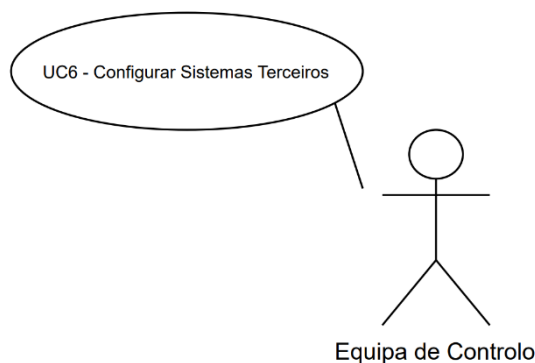 UC6 - Configurar Sistemas Terceiros
Equipa de Controlo